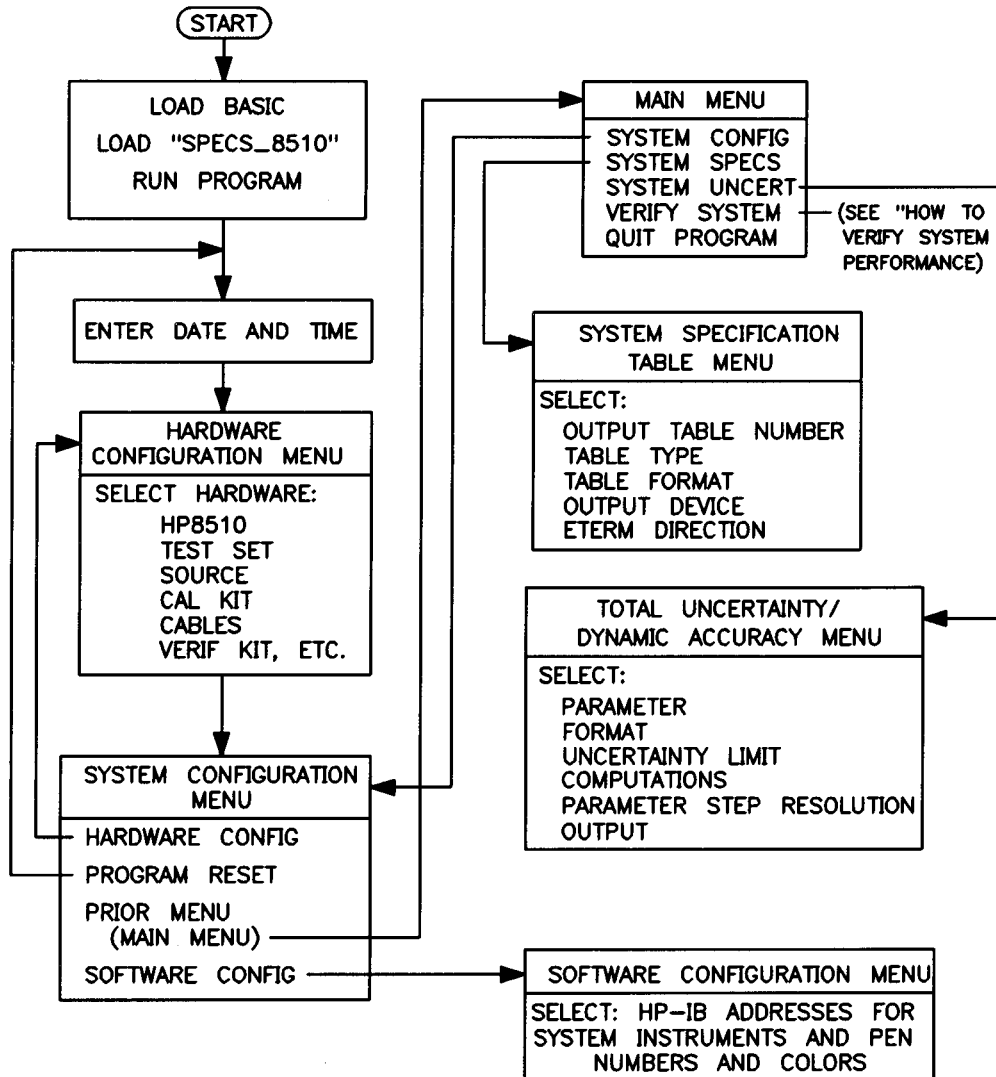 START
LOAD BASIC
LOAD "SPECS_8510"
RUN PROGRAM
ENTER DATE AND TIME
HARDWARE
CONFIGURATION MENU
SELECT HARDWARE:
HP8510
TEST SET
SOURCE
CAL KIT
CABLES
VERIF KIT, ETC.
SYSTEM CONFIGURATION
MENU
HARDWARE CONFIG
PROGRAM RESET
PRIOR MENU
(MAIN MENU)
SOFTWARE CONFIG
MAIN MENU
SYSTEM CONFIG
SYSTEM SPECS
SYSTEM UNCERT
VERIFY SYSTEM
QUIT PROGRAM
(SEE "HOW TO
VERIFY SYSTEM
PERFORMANCE)
SYSTEM SPECIFICATION
TABLE MENU
SELECT:
OUTPUT TABLE NUMBER
TABLE TYPE
TABLE FORMAT
OUTPUT DEVICE
ETERM DIRECTION
TOTAL UNCERTAINTY/
DYNAMIC ACCURACY MENU
SELECT:
PARAMETER
FORMAT
UNCERTAINTY LIMIT
COMPUTATIONS
PARAMETER STEP RESOLUTION
OUTPUT
SOFTWARE CONFIGURATION MENU
SELECT: HP-IB ADDRESSES FOR
SYSTEM INSTRUMENTS AND PEN
NUMBERS AND COLORS